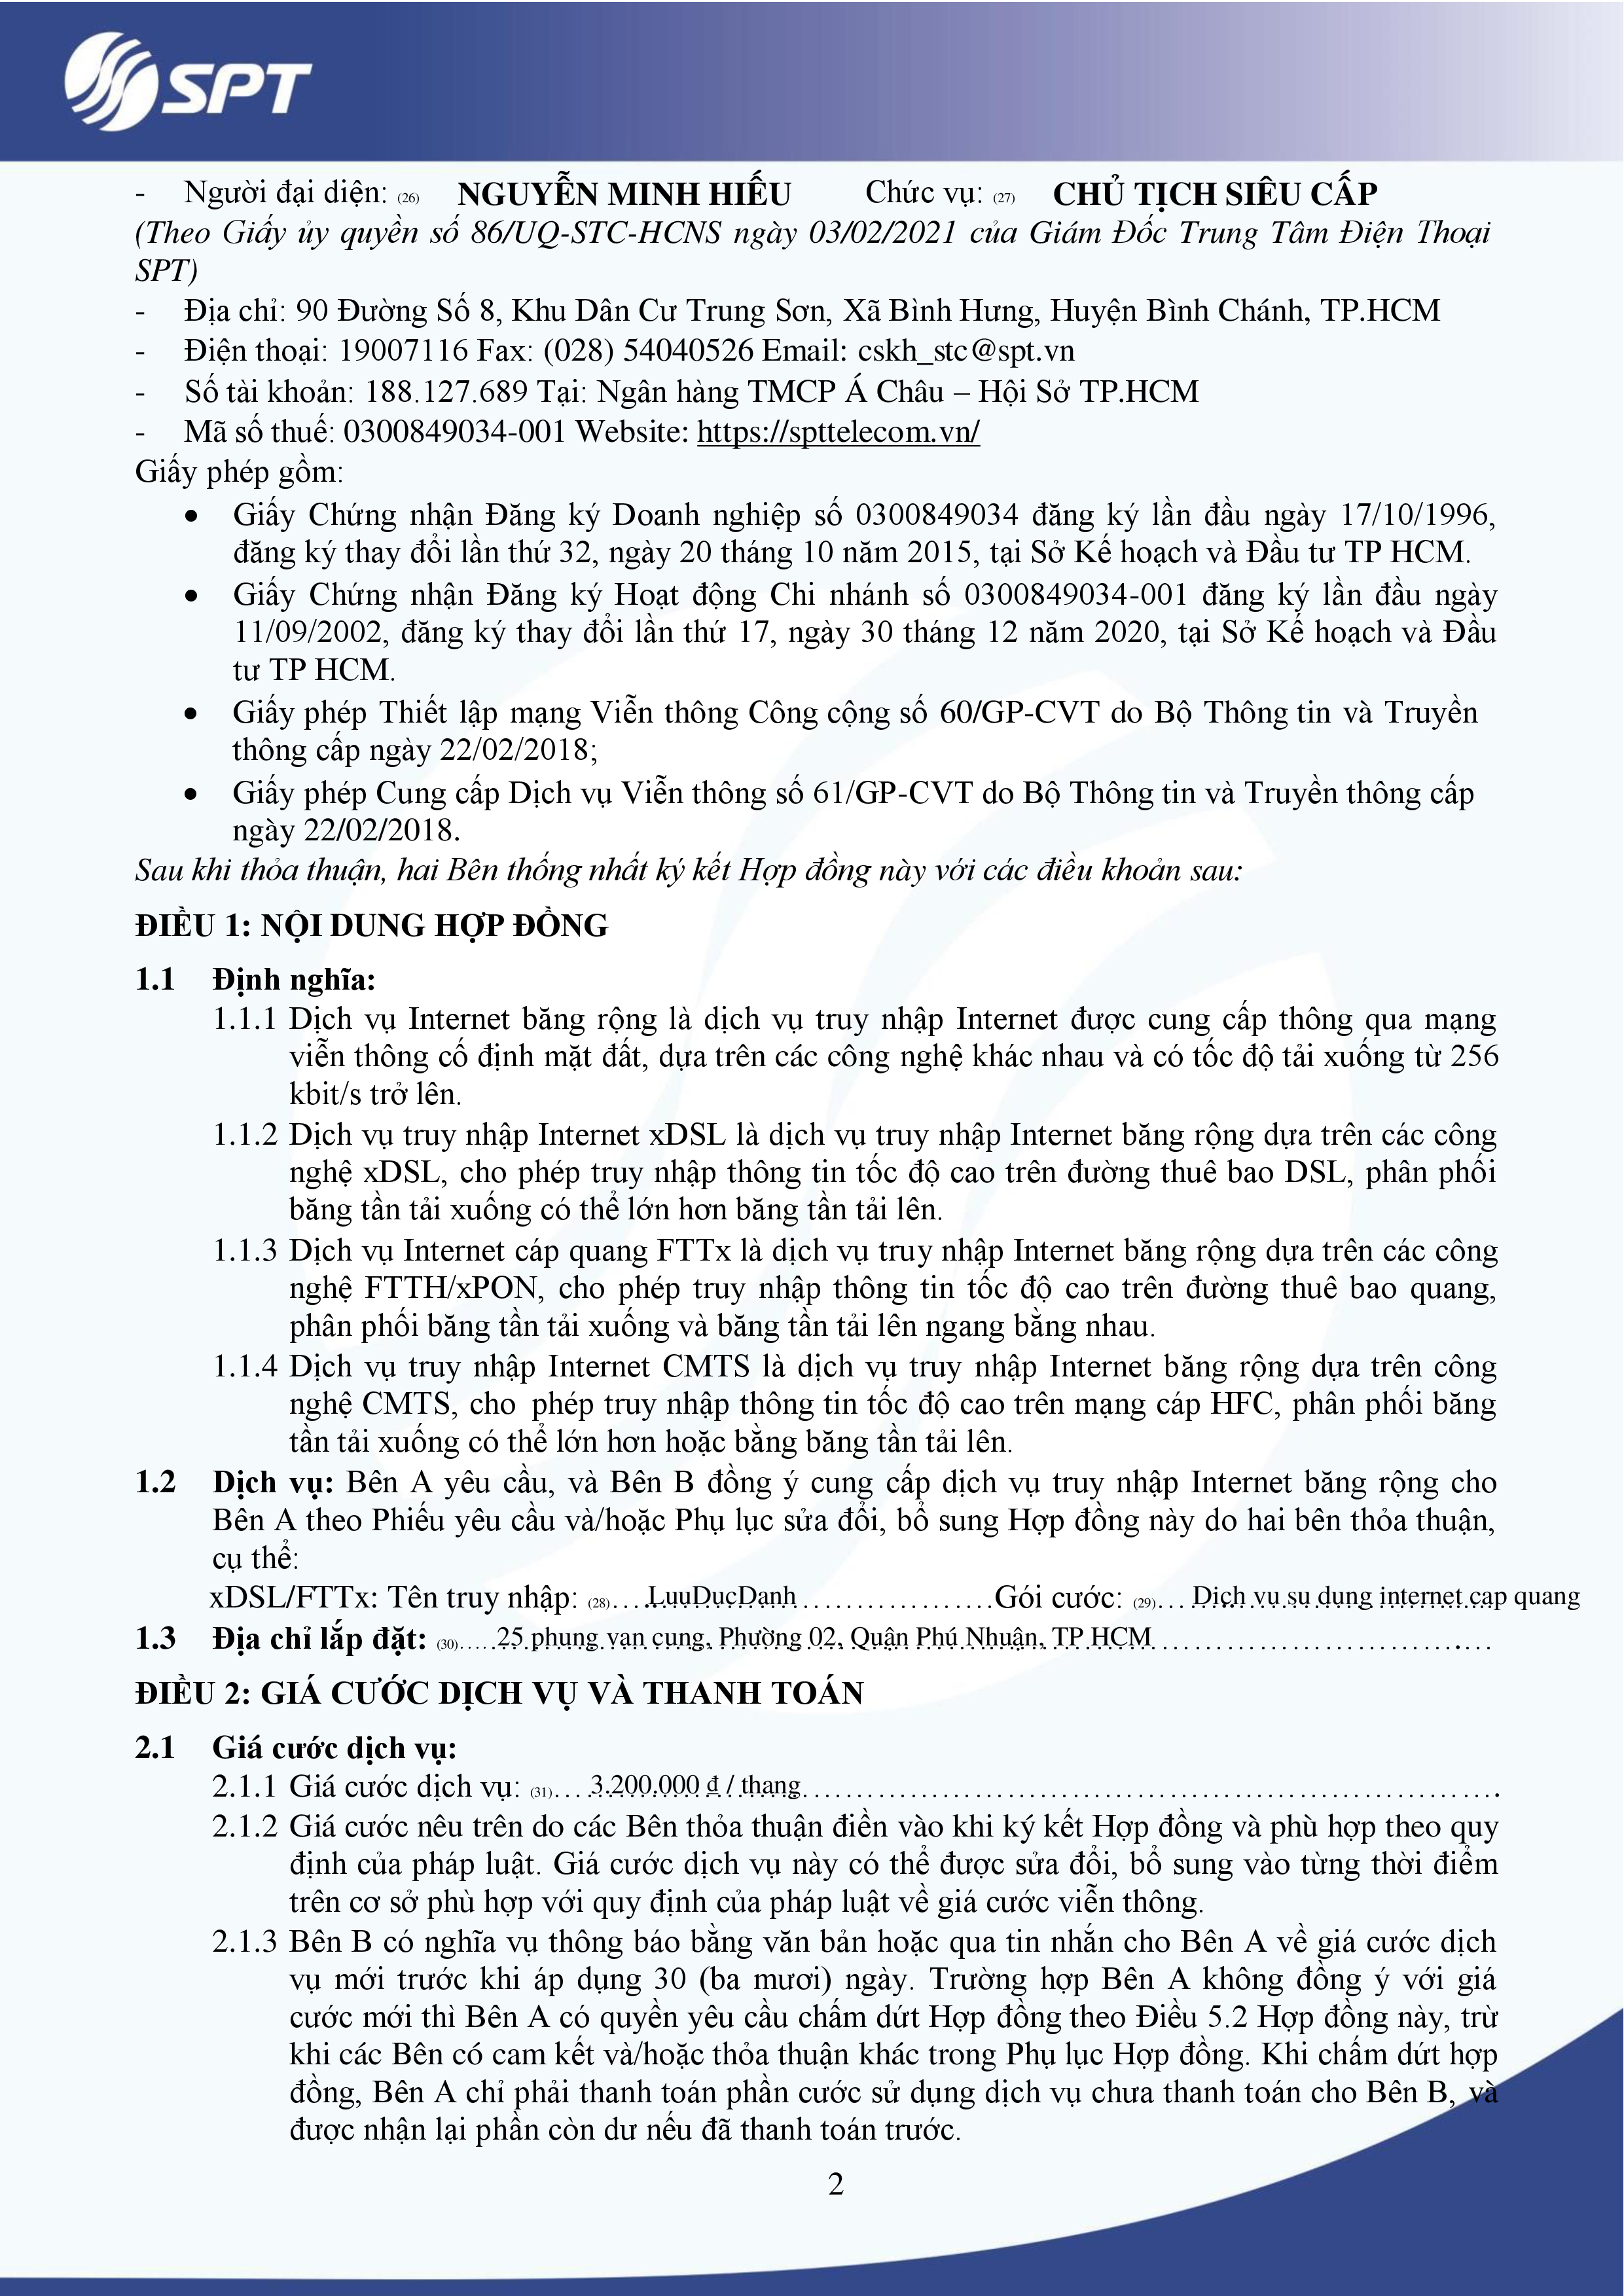 SPT
- Người đại diện: (26) NGUYỄN MINH HIẾU Chức vụ: (27) CHỦ TỊCH SIÊU CẤP
(Theo Giấy ủy quyền số 86/UQ-STC-HCNS ngày 03/02/2021 của Giám Đốc Trung Tâm Điện Thoại
SPT)
- Địa chỉ: 90 Đường Số 8, Khu Dân Cư Trung Sơn, Xã Bình Hưng, Huyện Bình Chánh, TP.HCM
- Điện thoại: 19007116 Fax: (028) 54040526 Email: cskh_stc@spt.vn
- Số tài khoản: 188.127.689 Tại: Ngân hàng TMCP Á Châu – Hội Sở TP.HCM
- Mã số thuế: 0300849034-001 Website: https://spttelecom.vn/
Giấy phép gồm:
• Giấy Chứng nhận Đăng ký Doanh nghiệp số 0300849034 đăng ký lần đầu ngày 17/10/1996,
đăng ký thay đổi lần thứ 32, ngày 20 tháng 10 năm 2015, tại Sở Kế hoạch và Đầu tư TP HCM.
• Giấy Chứng nhận Đăng ký Hoạt động Chi nhánh số 0300849034-001 đăng ký lần đầu ngày
11/09/2002, đăng ký thay đổi lần thứ 17, ngày 30 tháng 12 năm 2020, tại Sở Kế hoạch và Đầu
tư TP HCM.
• Giấy phép Thiết lập mạng Viễn thông Công cộng số 60/GP-CVT do Bộ Thông tin và Truyền
thông cấp ngày 22/02/2018;
• Giấy phép Cung cấp Dịch vụ Viễn thông số 61/GP-CVT do Bộ Thông tin và Truyền thông cấp
ngày 22/02/2018.
Sau khi thỏa thuận, hai Bên thống nhất ký kết Hợp đồng này với các điều khoản sau:
ĐIỀU 1: NỘI DUNG HỢP ĐỒNG
1.1 Định nghĩa:
1.1.1 Dịch vụ Internet băng rộng là dịch vụ truy nhập Internet được cung cấp thông qua mạng
viễn thông cố định mặt đất, dựa trên các công nghệ khác nhau và có tốc độ tải xuống từ 256
kbit/s trở lên.
1.1.2 Dịch vụ truy nhập Internet xDSL là dịch vụ truy nhập Internet băng rộng dựa trên các công
nghệ xDSL, cho phép truy nhập thông tin tốc độ cao trên đường thuê bao DSL, phân phối
băng tần tải xuống có thể lớn hơn băng tần tải lên.
1.1.3 Dịch vụ Internet cáp quang FTTx là dịch vụ truy nhập Internet băng rộng dựa trên các công
nghệ FTTH/xPON, cho phép truy nhập thông tin tốc độ cao trên đường thuê bao quang,
phân phối băng tần tải xuống và băng tần tải lên ngang bằng nhau.
1.1.4 Dịch vụ truy nhập Internet CMTS là dịch vụ truy nhập Internet băng rộng dựa trên công
nghệ CMTS, cho phép truy nhập thông tin tốc độ cao trên mạng cáp HFC, phân phối băng
tần tải xuống có thể lớn hơn hoặc bằng băng tần tải lên.
1.2 Dịch vụ: Bên A yêu cầu, và Bên B đồng ý cung cấp dịch vụ truy nhập Internet băng rộng cho
Bên A theo Phiếu yêu cầu và/hoặc Phụ lục sửa đổi, bổ sung Hợp đồng này do hai bên thỏa thuận,
cụ thể:
xDSL/FTTx: Tên truy nhập: (28) LuuDucDanh Gói cước: (29) Dich vu su dung internet cap quang
1.3 Địa chỉ lắp đặt: (30) 25 phung van cung, Phường 02, Quận Phú Nhuận, TP HCM
ĐIỀU 2: GIÁ CƯỚC DỊCH VỤ VÀ THANH TOÁN
2.1 Giá cước dịch vụ:
2.1.1 Giá cước dịch vụ: (31) 3.200.000 đ / thang
2.1.2 Giá cước nêu trên do các Bên thỏa thuận điền vào khi ký kết Hợp đồng và phù hợp theo quy
định của pháp luật. Giá cước dịch vụ này có thể được sửa đổi, bổ sung vào từng thời điểm
trên cơ sở phù hợp với quy định của pháp luật về giá cước viễn thông.
2.1.3 Bên B có nghĩa vụ thông báo bằng văn bản hoặc qua tin nhắn cho Bên A về giá cước dịch
vụ mới trước khi áp dụng 30 (ba mươi) ngày. Trường hợp Bên A không đồng ý với giá
cước mới thì Bên A có quyền yêu cầu chấm dứt Hợp đồng theo Điều 5.2 Hợp đồng này, trừ
khi các Bên có cam kết và/hoặc thỏa thuận khác trong Phụ lục Hợp đồng. Khi chấm dứt hợp
đồng, Bên A chỉ phải thanh toán phần cước sử dụng dịch vụ chưa thanh toán cho Bên B, và
được nhận lại phần còn dư nếu đã thanh toán trước.
2